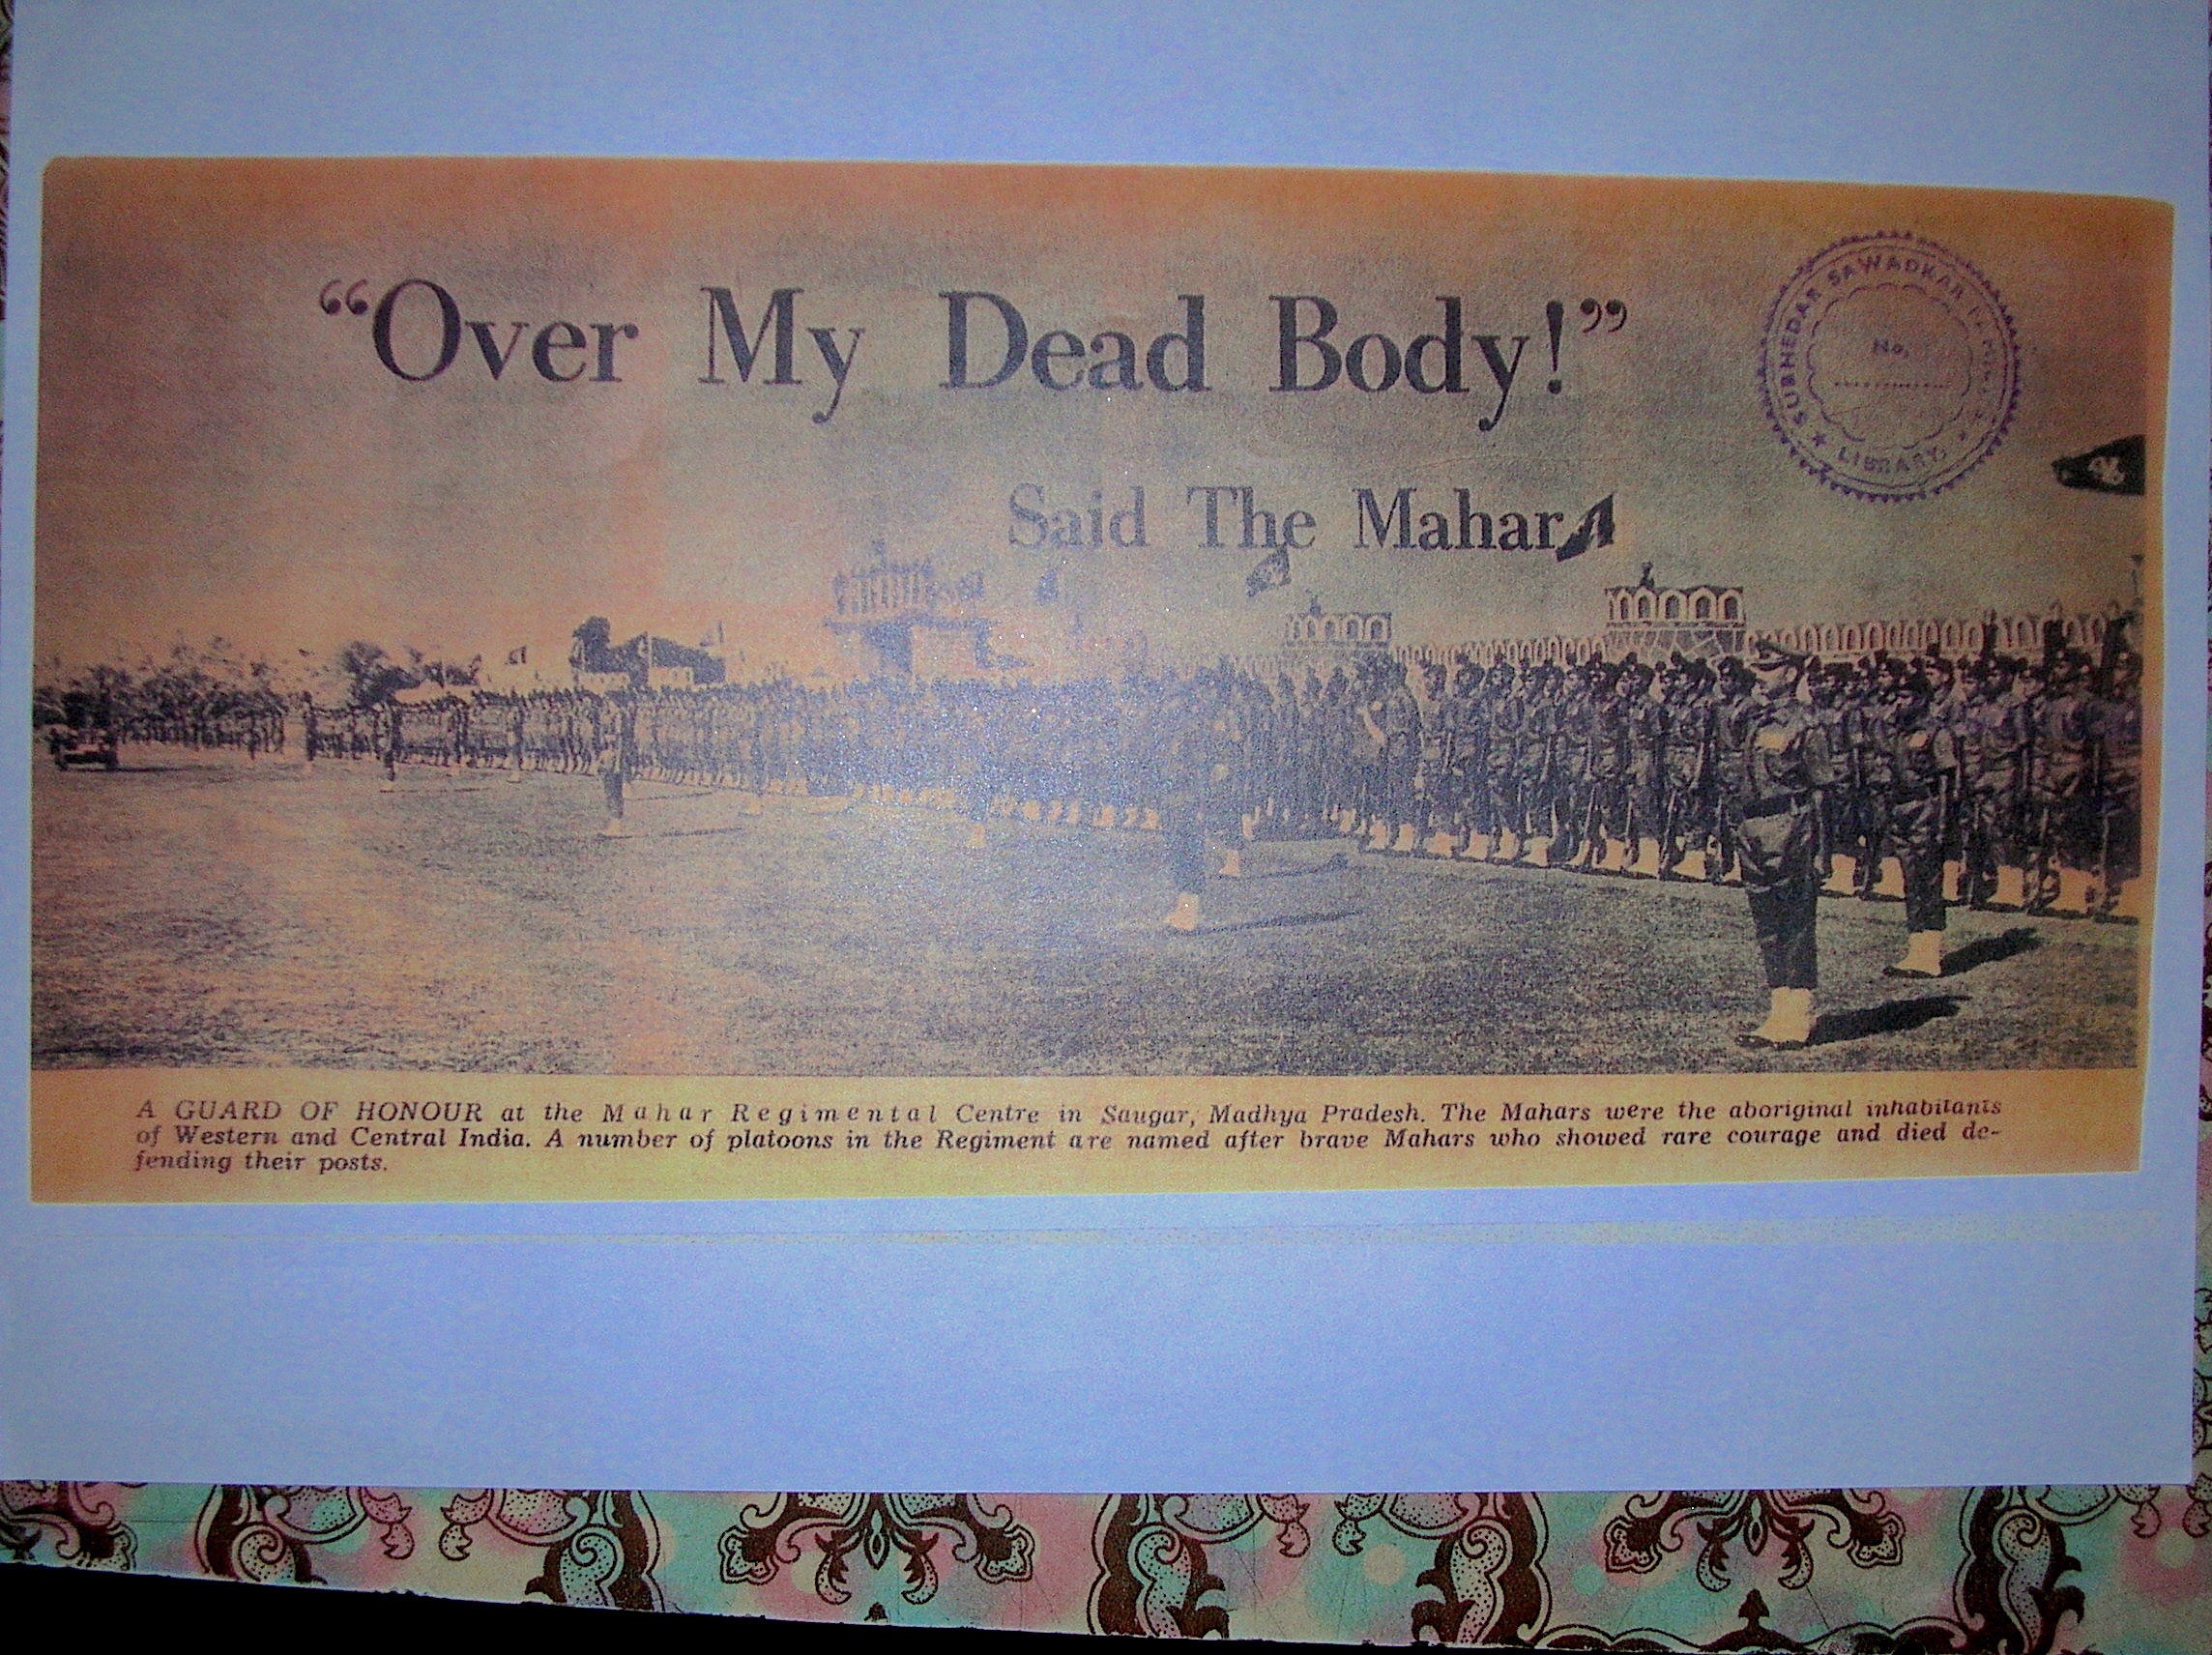 “Over My Dead Body!”
Said The Mahar
SUBHEDAR SAWADKAR
No.
LIBRARY.
A GUARD OF HONOUR at the Mahar Regimental Centre in Saugar, Madhya Pradesh. The Mahars were the aboriginal inhabitants
of Western and Central India. A number of platoons in the Regiment are named after brave Mahars who showed rare courage and died de-
fending their posts.